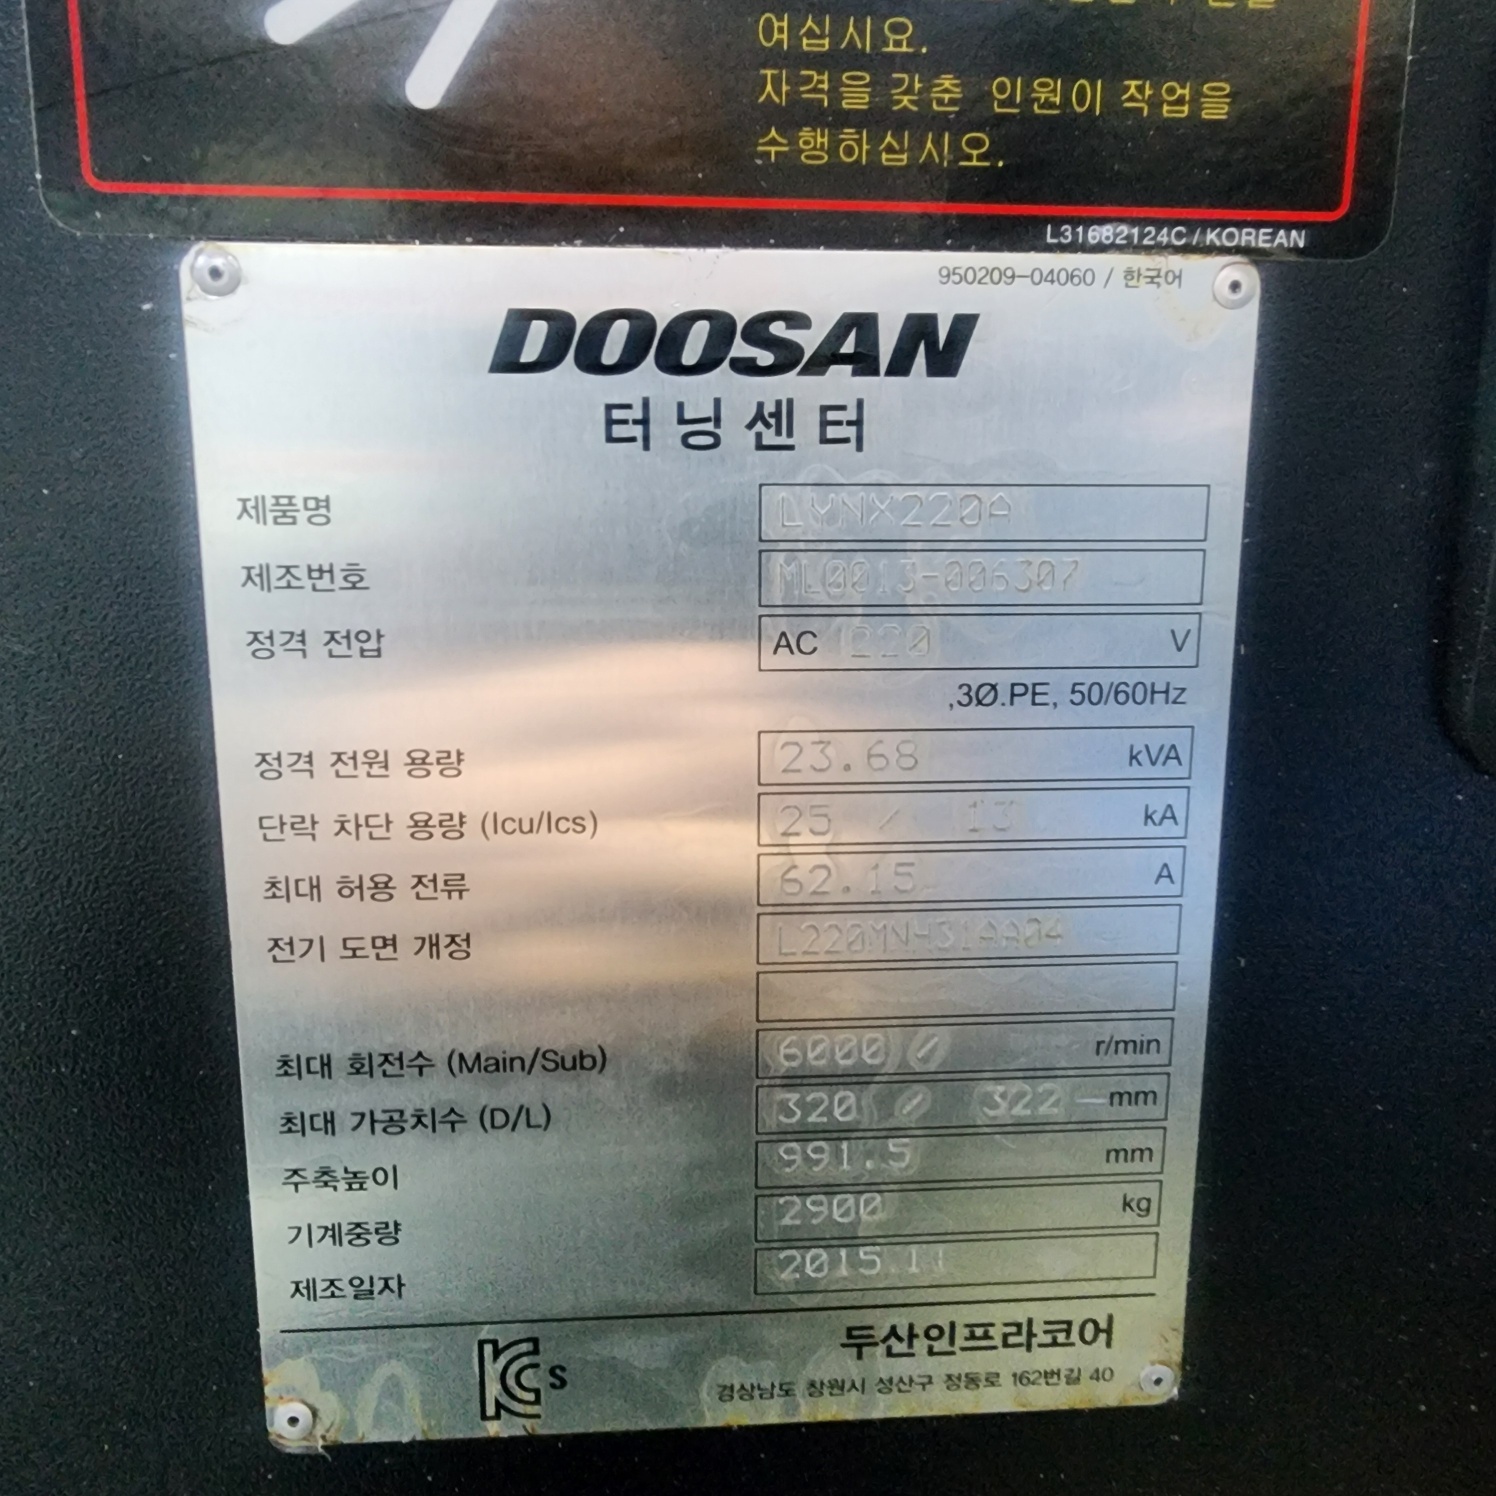 여십시요.
자격을 갖춘 인원이 작업을
수행하십시오.
L31682124C / KOREAN
950209-04060 / 한국어
DOOSAN
터닝센터
제품명 LYNX220A
제조번호 ML0013-006307
정격 전압 AC 220 V
,3Ø.PE, 50/60Hz
정격 전원 용량 23.68 kVA
단락 차단 용량 (Icu/Ics) 25 / 13 kA
최대 허용 전류 62.15 A
전기 도면 개정 L220MNH31AA04
최대 회전수 (Main/Sub) 6000 / r/min
최대 가공치수 (D/L) 320 / 322 mm
주축높이 991.5 mm
기계중량 2900 kg
제조일자 2015.11
두산인프라코어
KCs
경상남도 창원시 성산구 정동로 162번길 40